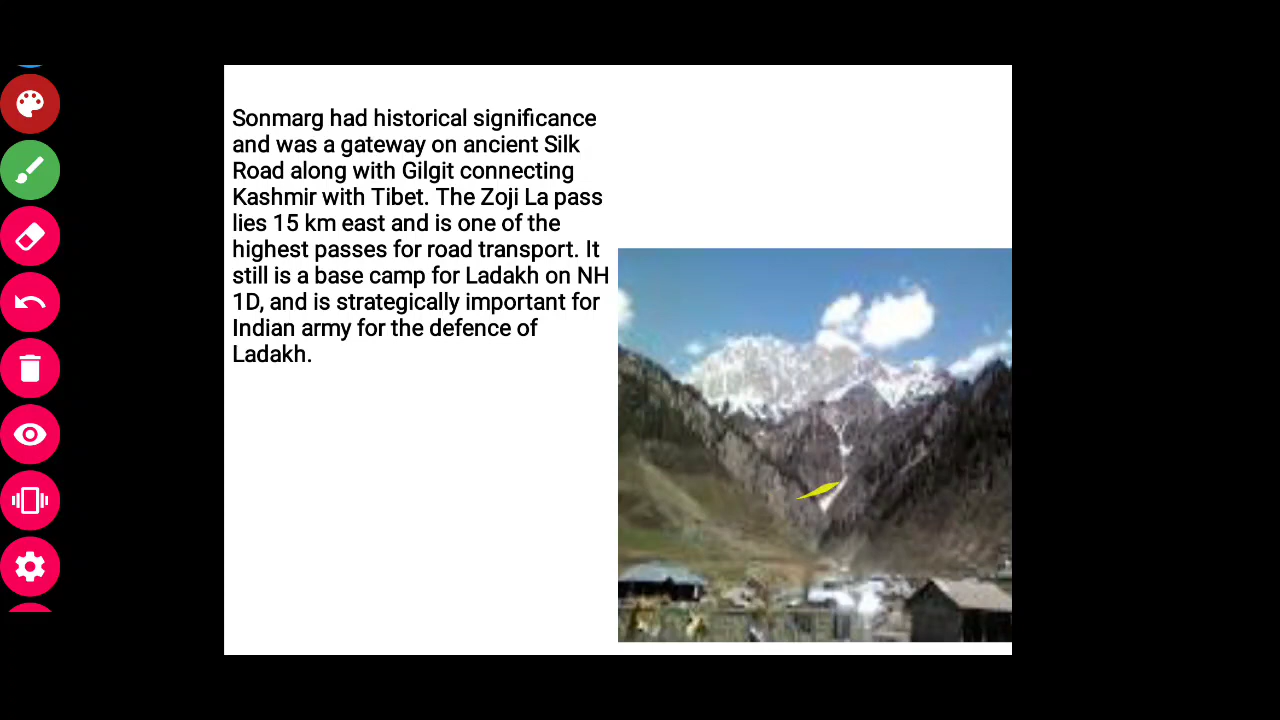 Sonmarg had historical significance
and was a gateway on ancient Silk
Road along with Gilgit connecting
Kashmir with Tibet. The Zoji La pass
lies 15 km east and is one of the
highest passes for road transport. It
still is a base camp for Ladakh on NH
1D, and is strategically important for
Indian army for the defence of
Ladakh.